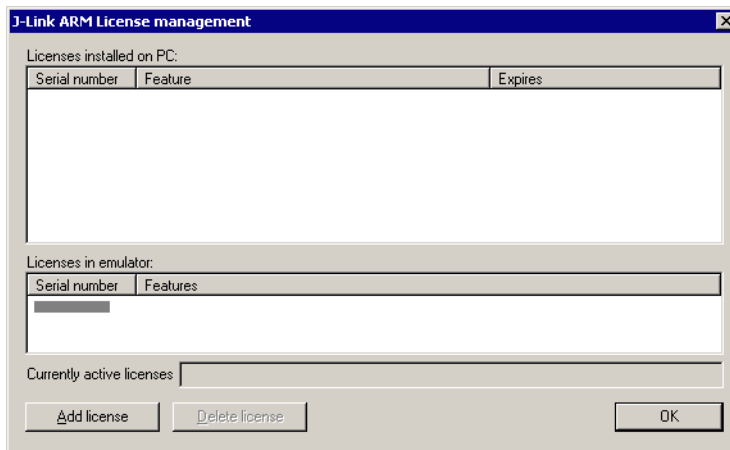 J-Link ARM License management
Licenses installed on PC:
Serial number Feature Expires
Licenses in emulator:
Serial number Features
Currently active licenses
Add license Delete license OK